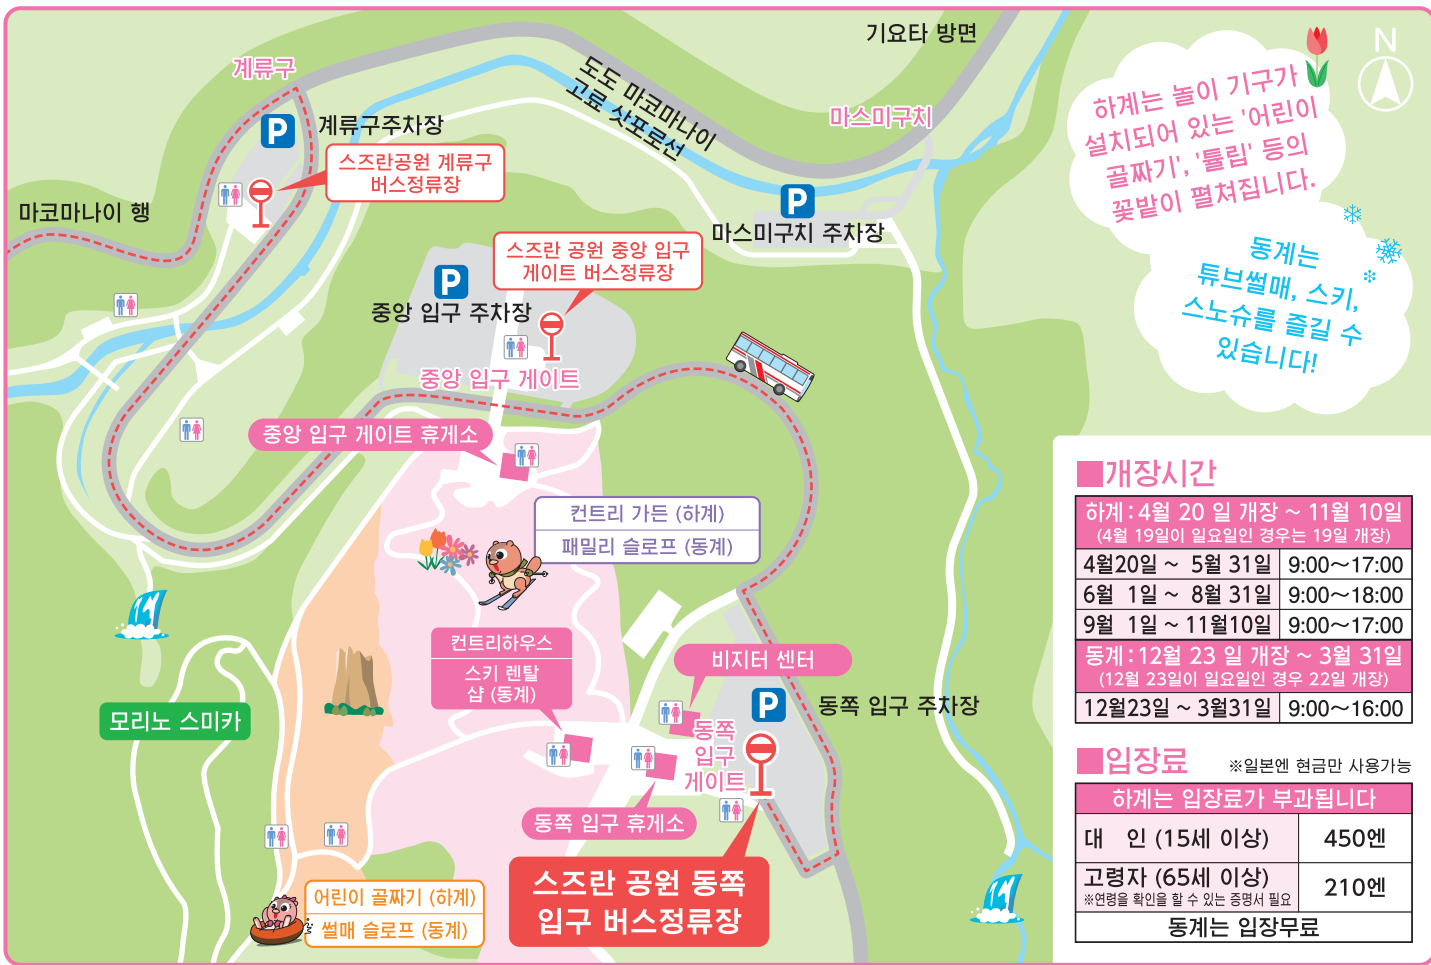 기요타 방면
N
계류구
도도 마코마나이
고료 삿포로선
마스미구치
P
계류구주차장
스즈란공원 계류구
버스정류장
마코마나이 행
P
마스미구치 주차장
스즈란 공원 중앙 입구
게이트 버스정류장
P
중앙 입구 주차장
중앙 입구 게이트
중앙 입구 게이트 휴게소
컨트리 가든 (하계)
패밀리 슬로프 (동계)
컨트리하우스
스키 렌탈
샵 (동계)
비지터 센터
P
동쪽 입구 주차장
동쪽
입구
게이트
모리노 스미카
동쪽 입구 휴게소
스즈란 공원 동쪽
입구 버스정류장
어린이 골짜기 (하계)
썰매 슬로프 (동계)
하계는 놀이 기구가
설치되어 있는 '어린이
골짜기', '튤립' 등의
꽃밭이 펼쳐집니다.
동계는
튜브썰매, 스키,
스노슈를 즐길 수
있습니다!
■개장시간
하계 : 4월 20 일 개장 ~ 11월 10일
(4월 19일이 일요일인 경우는 19일 개장)
4월20일 ~ 5월 31일 9:00~17:00
6월 1일 ~ 8월 31일 9:00~18:00
9월 1일 ~ 11월10일 9:00~17:00
동계 : 12월 23 일 개장 ~ 3월 31일
(12월 23일이 일요일인 경우 22일 개장)
12월23일 ~ 3월31일 9:00~16:00
■입장료 ※일본엔 현금만 사용가능
하계는 입장료가 부과됩니다
대 인 (15세 이상) 450엔
고령자 (65세 이상) 210엔
※연령을 확인을 할 수 있는 증명서 필요
동계는 입장무료